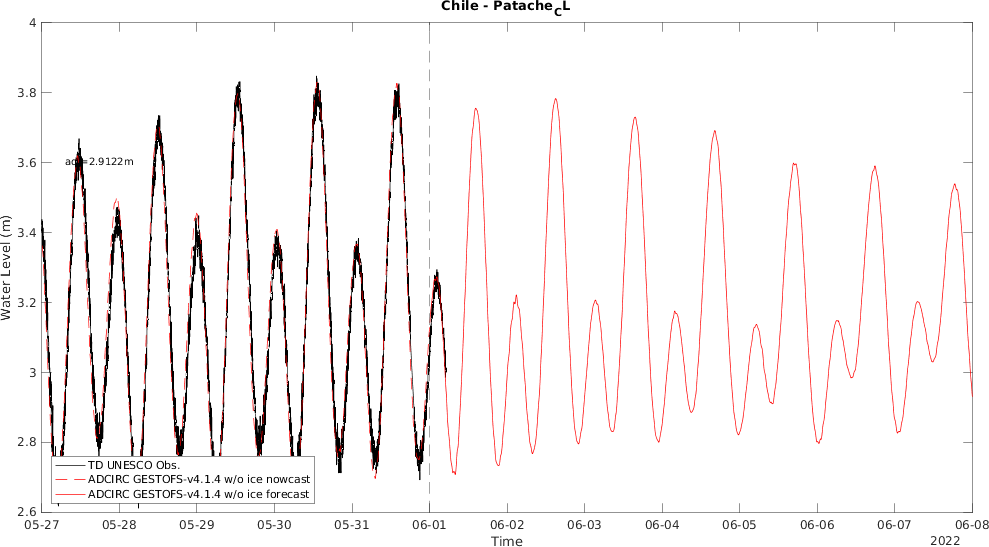 Chile - Patache_CL
Water Level (m)
4
3.8
3.6
3.4
3.2
3
2.8
2.6
=2.9122m
TD UNESCO Obs.
ADCIRC GESTOFS-v4.1.4 w/o ice nowcast
ADCIRC GESTOFS-v4.1.4 w/o ice forecast
05-27 05-28 05-29 05-30 05-31 06-01 06-02 06-03 06-04 06-05 06-06 06-07 06-08
Time
2022